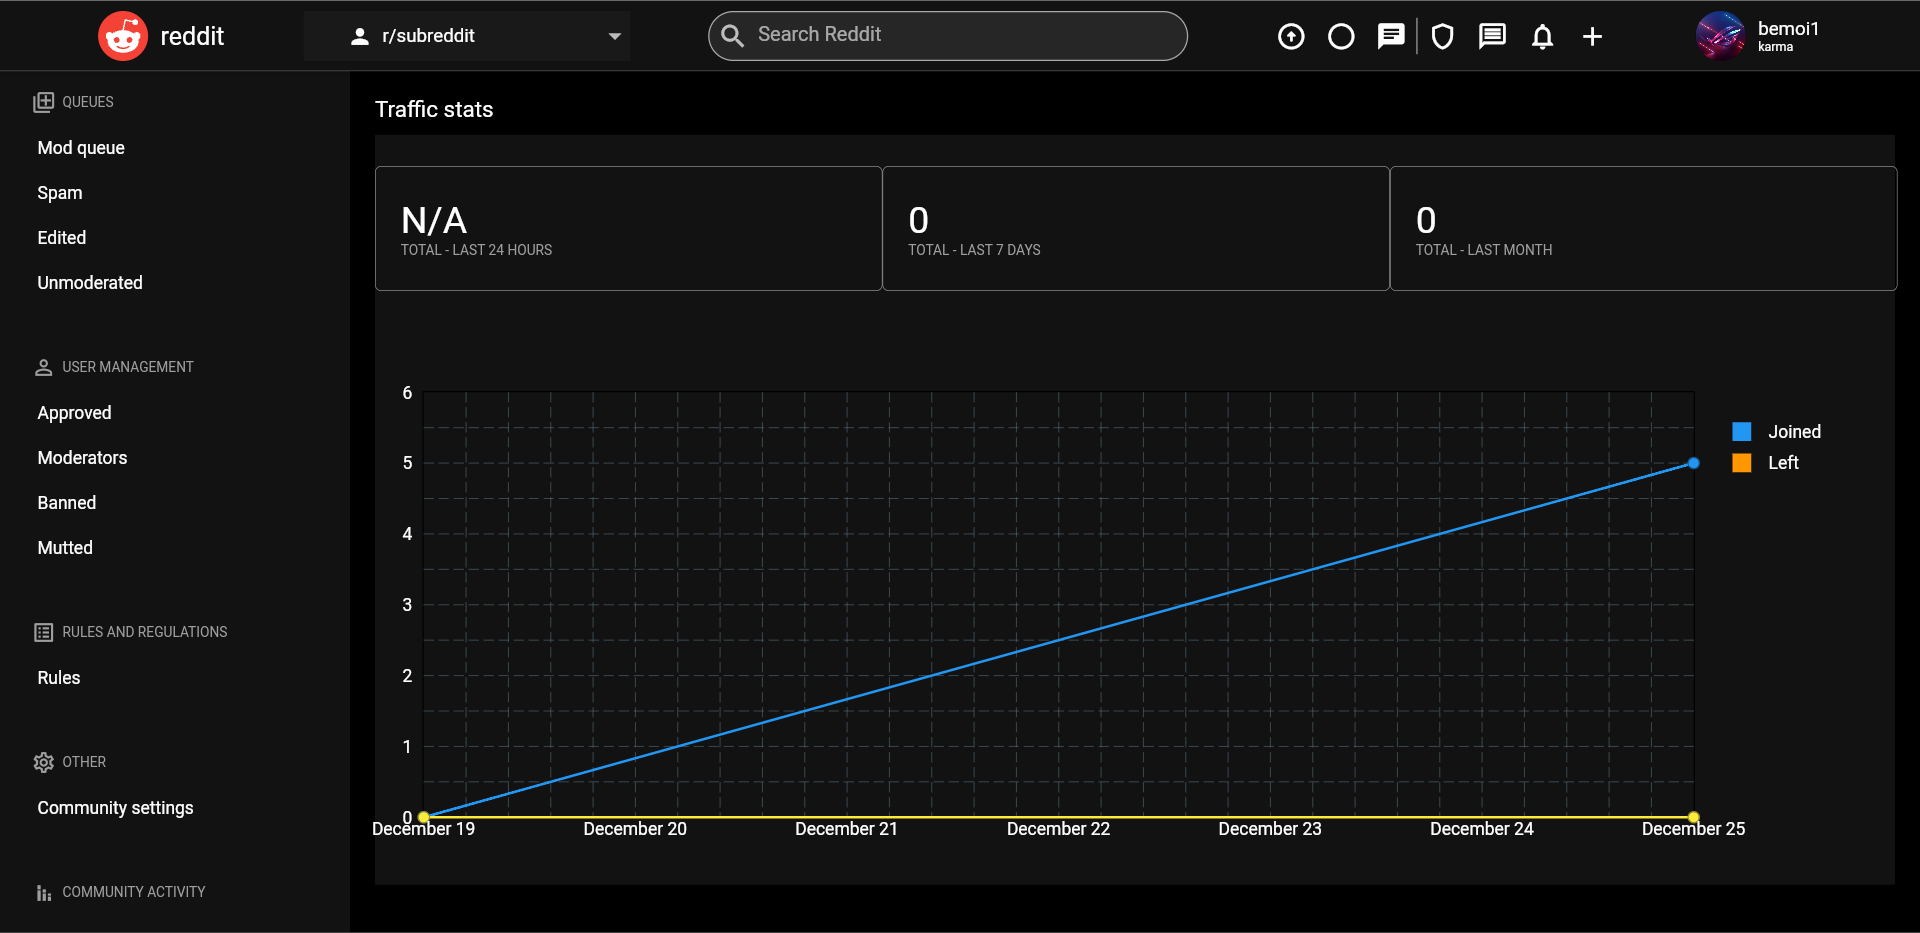 reddit
r/subreddit
Search Reddit
bemoi1
karma
QUEUES
Mod queue
Spam
Edited
Unmoderated
USER MANAGEMENT
Approved
Moderators
Banned
Mutted
RULES AND REGULATIONS
Rules
OTHER
Community settings
COMMUNITY ACTIVITY
Traffic stats
N/A
TOTAL - LAST 24 HOURS
0
TOTAL - LAST 7 DAYS
0
TOTAL - LAST MONTH
6
5
4
3
2
1
0
December 19 December 20 December 21 December 22 December 23 December 24 December 25
Joined
Left